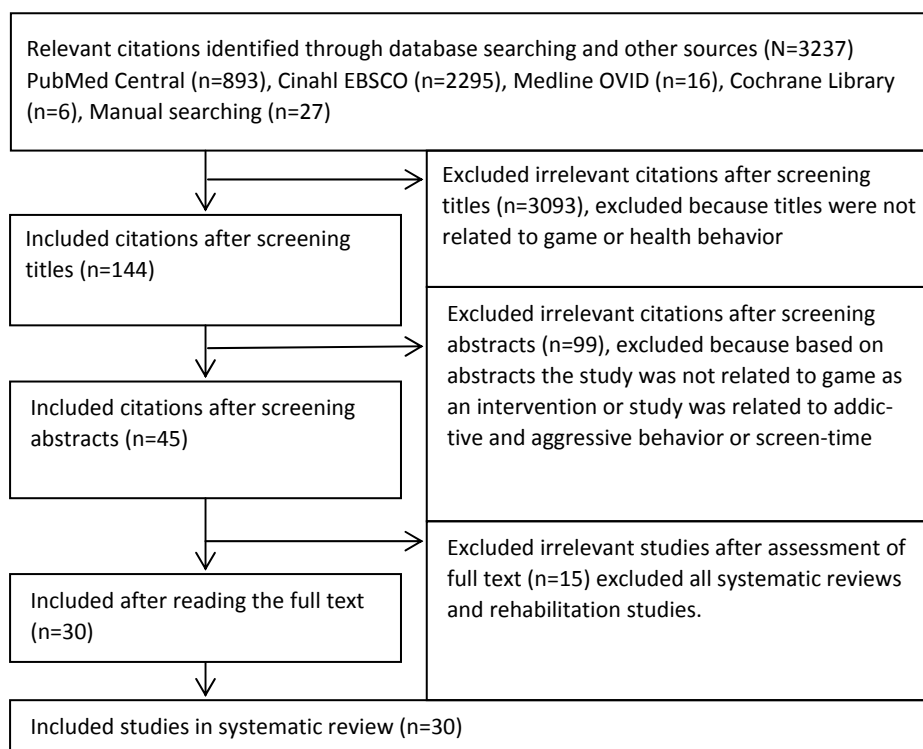 Relevant citations identified through database searching and other sources (N=3237)
PubMed Central (n=893), Cinahl EBSCO (n=2295), Medline OVID (n=16), Cochrane Library
(n=6), Manual searching (n=27)
Excluded irrelevant citations after screening
titles (n=3093), excluded because titles were not
related to game or health behavior
Included citations after screening
titles (n=144)
Excluded irrelevant citations after screening
abstracts (n=99), excluded because based on
abstracts the study was not related to game as
an intervention or study was related to addic-
tive and aggressive behavior or screen-time
Included citations after screening
abstracts (n=45)
Excluded irrelevant studies after assessment of
full text (n=15) excluded all systematic reviews
and rehabilitation studies.
Included after reading the full text
(n=30)
Included studies in systematic review (n=30)